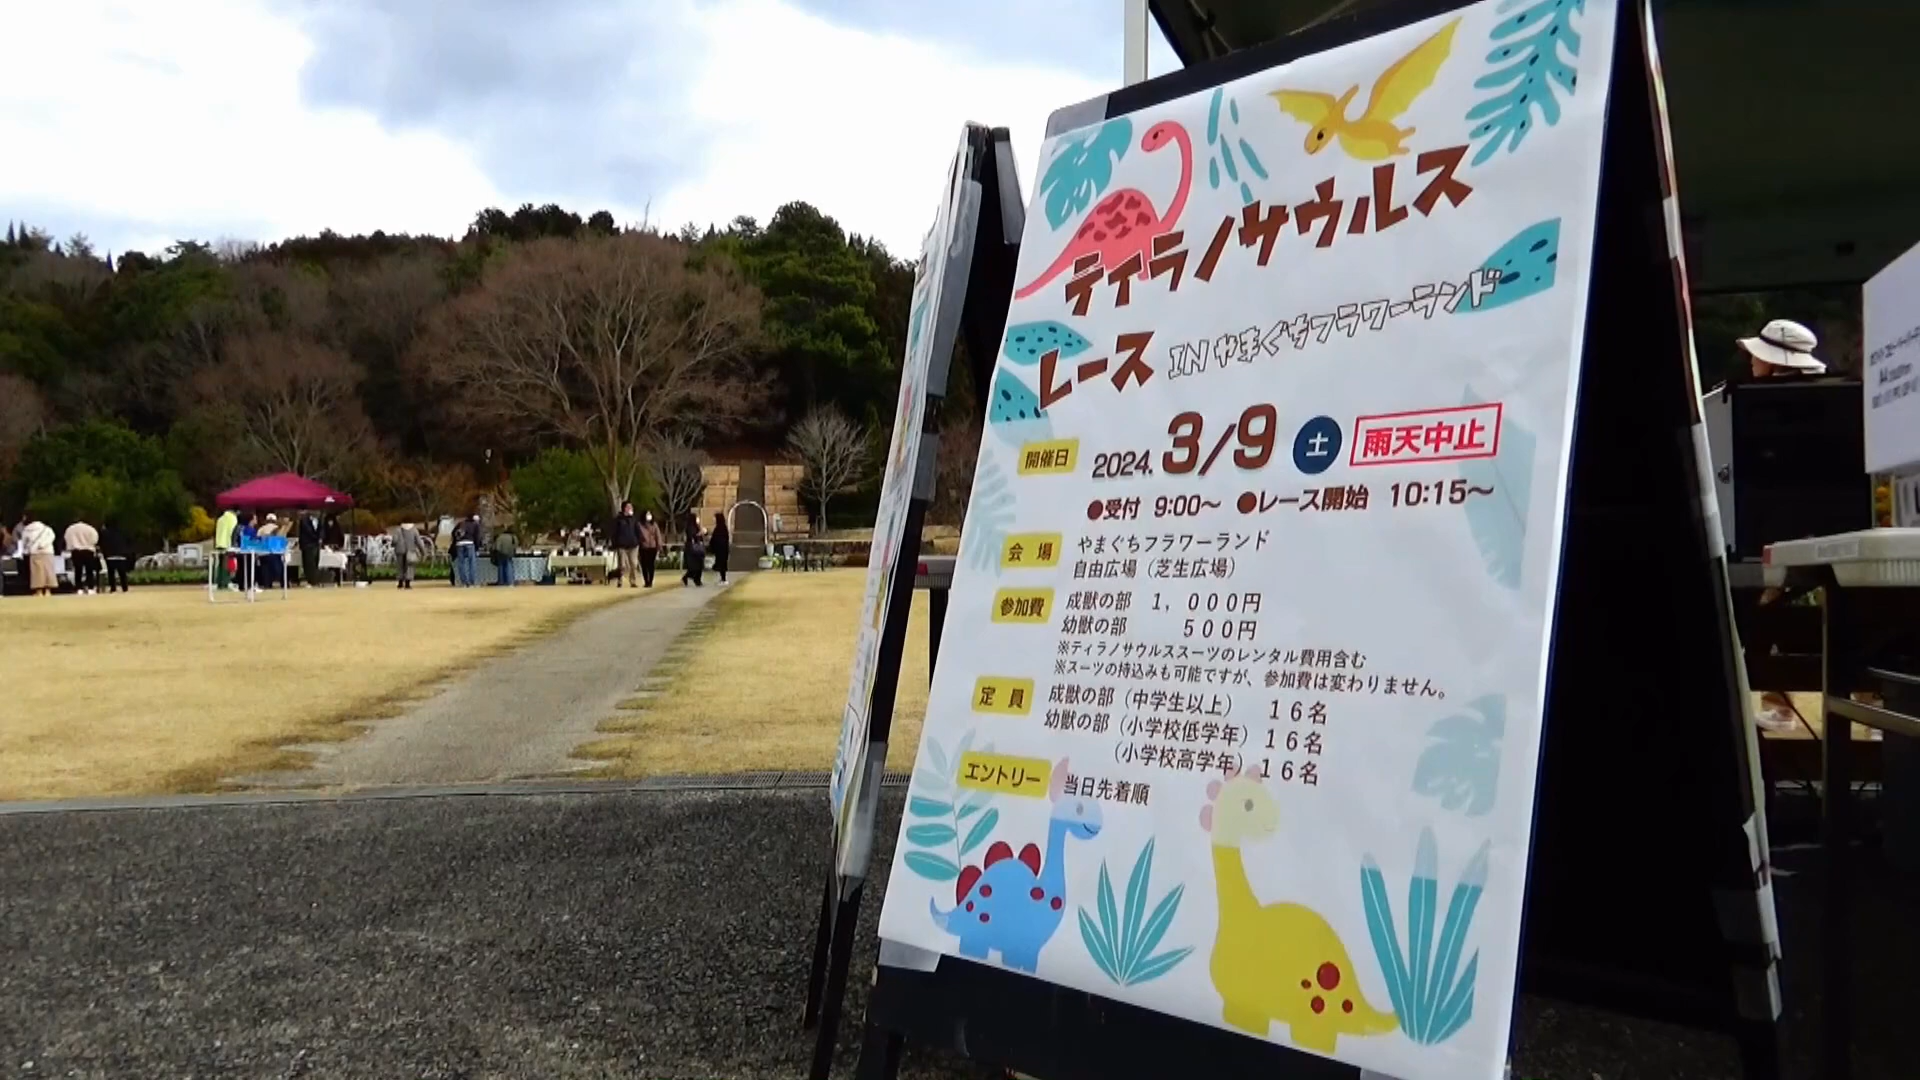 ティラノサウルス
レース INやまぐちフラワーランド
開催日 2024. 3/9 土 雨天中止
●受付 9:00～ ●レース開始 10:15～
会場 やまぐちフラワーランド
自由広場（芝生広場）
参加費 成獣の部 1,000円
幼獣の部 500円
※ティラノサウルススーツのレンタル費用含む
※スーツの持込みも可能ですが、参加費は変わりません。
定員 成獣の部（中学生以上） 16名
幼獣の部（小学校低学年）16名
（小学校高学年）16名
エントリー 当日先着順